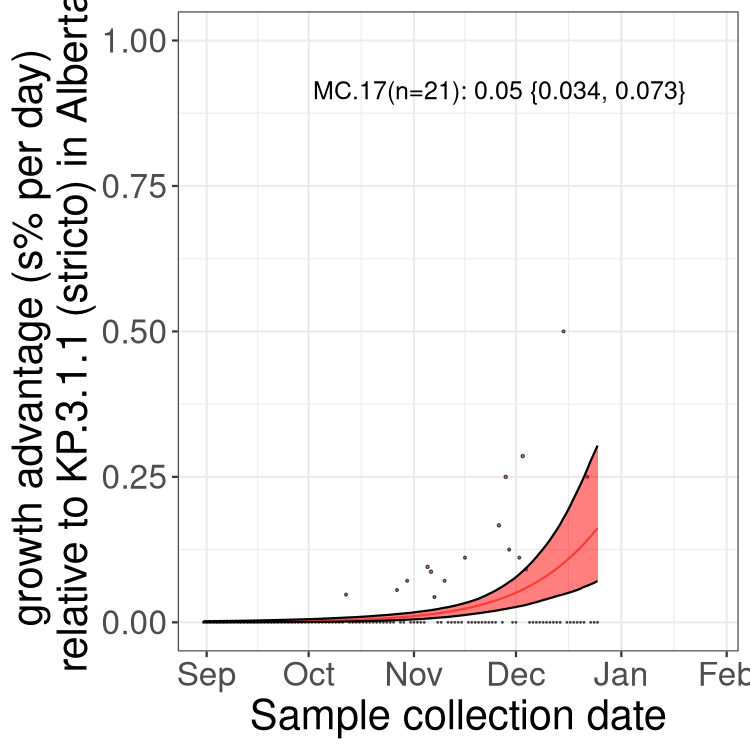 growth advantage (s% per day)
relative to KP.3.1.1 (stricto) in Alberta
1.00
0.75
0.50
0.25
0.00
MC.17(n=21): 0.05 {0.034, 0.073}
Sep Oct Nov Dec Jan Feb
Sample collection date